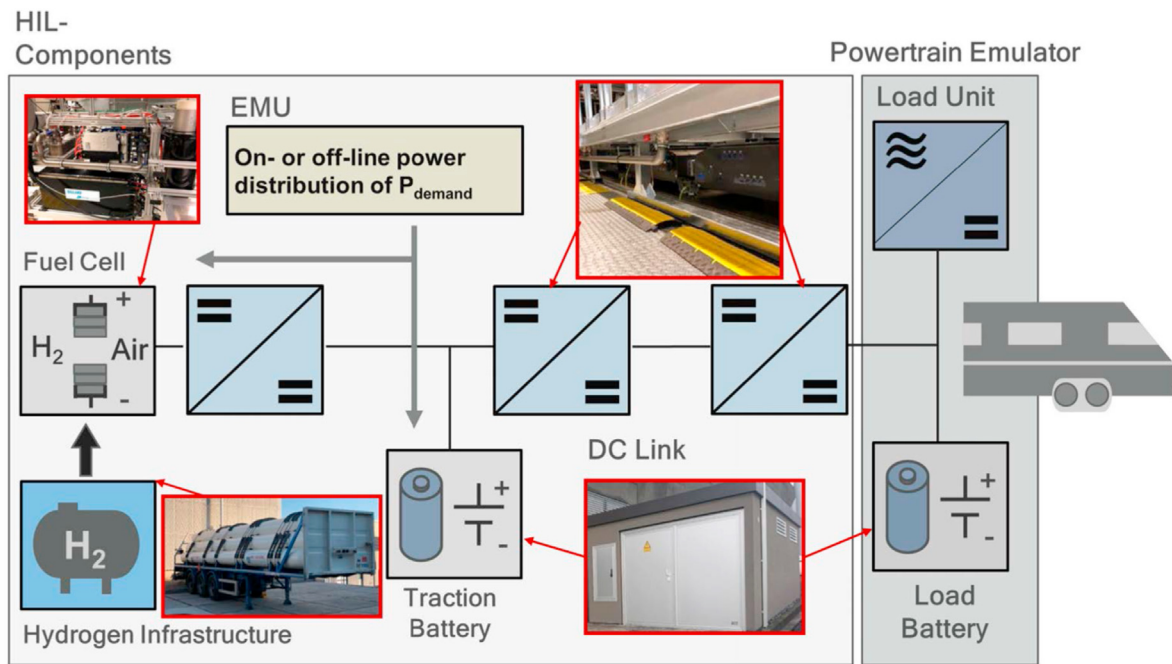 HIL-
Components
Powertrain Emulator
EMU
Load Unit
On- or off-line power
distribution of P_demand
Fuel Cell
+
H2
Air
-
DC Link
+
-
+
-
H2
Traction
Battery
Load
Battery
Hydrogen Infrastructure